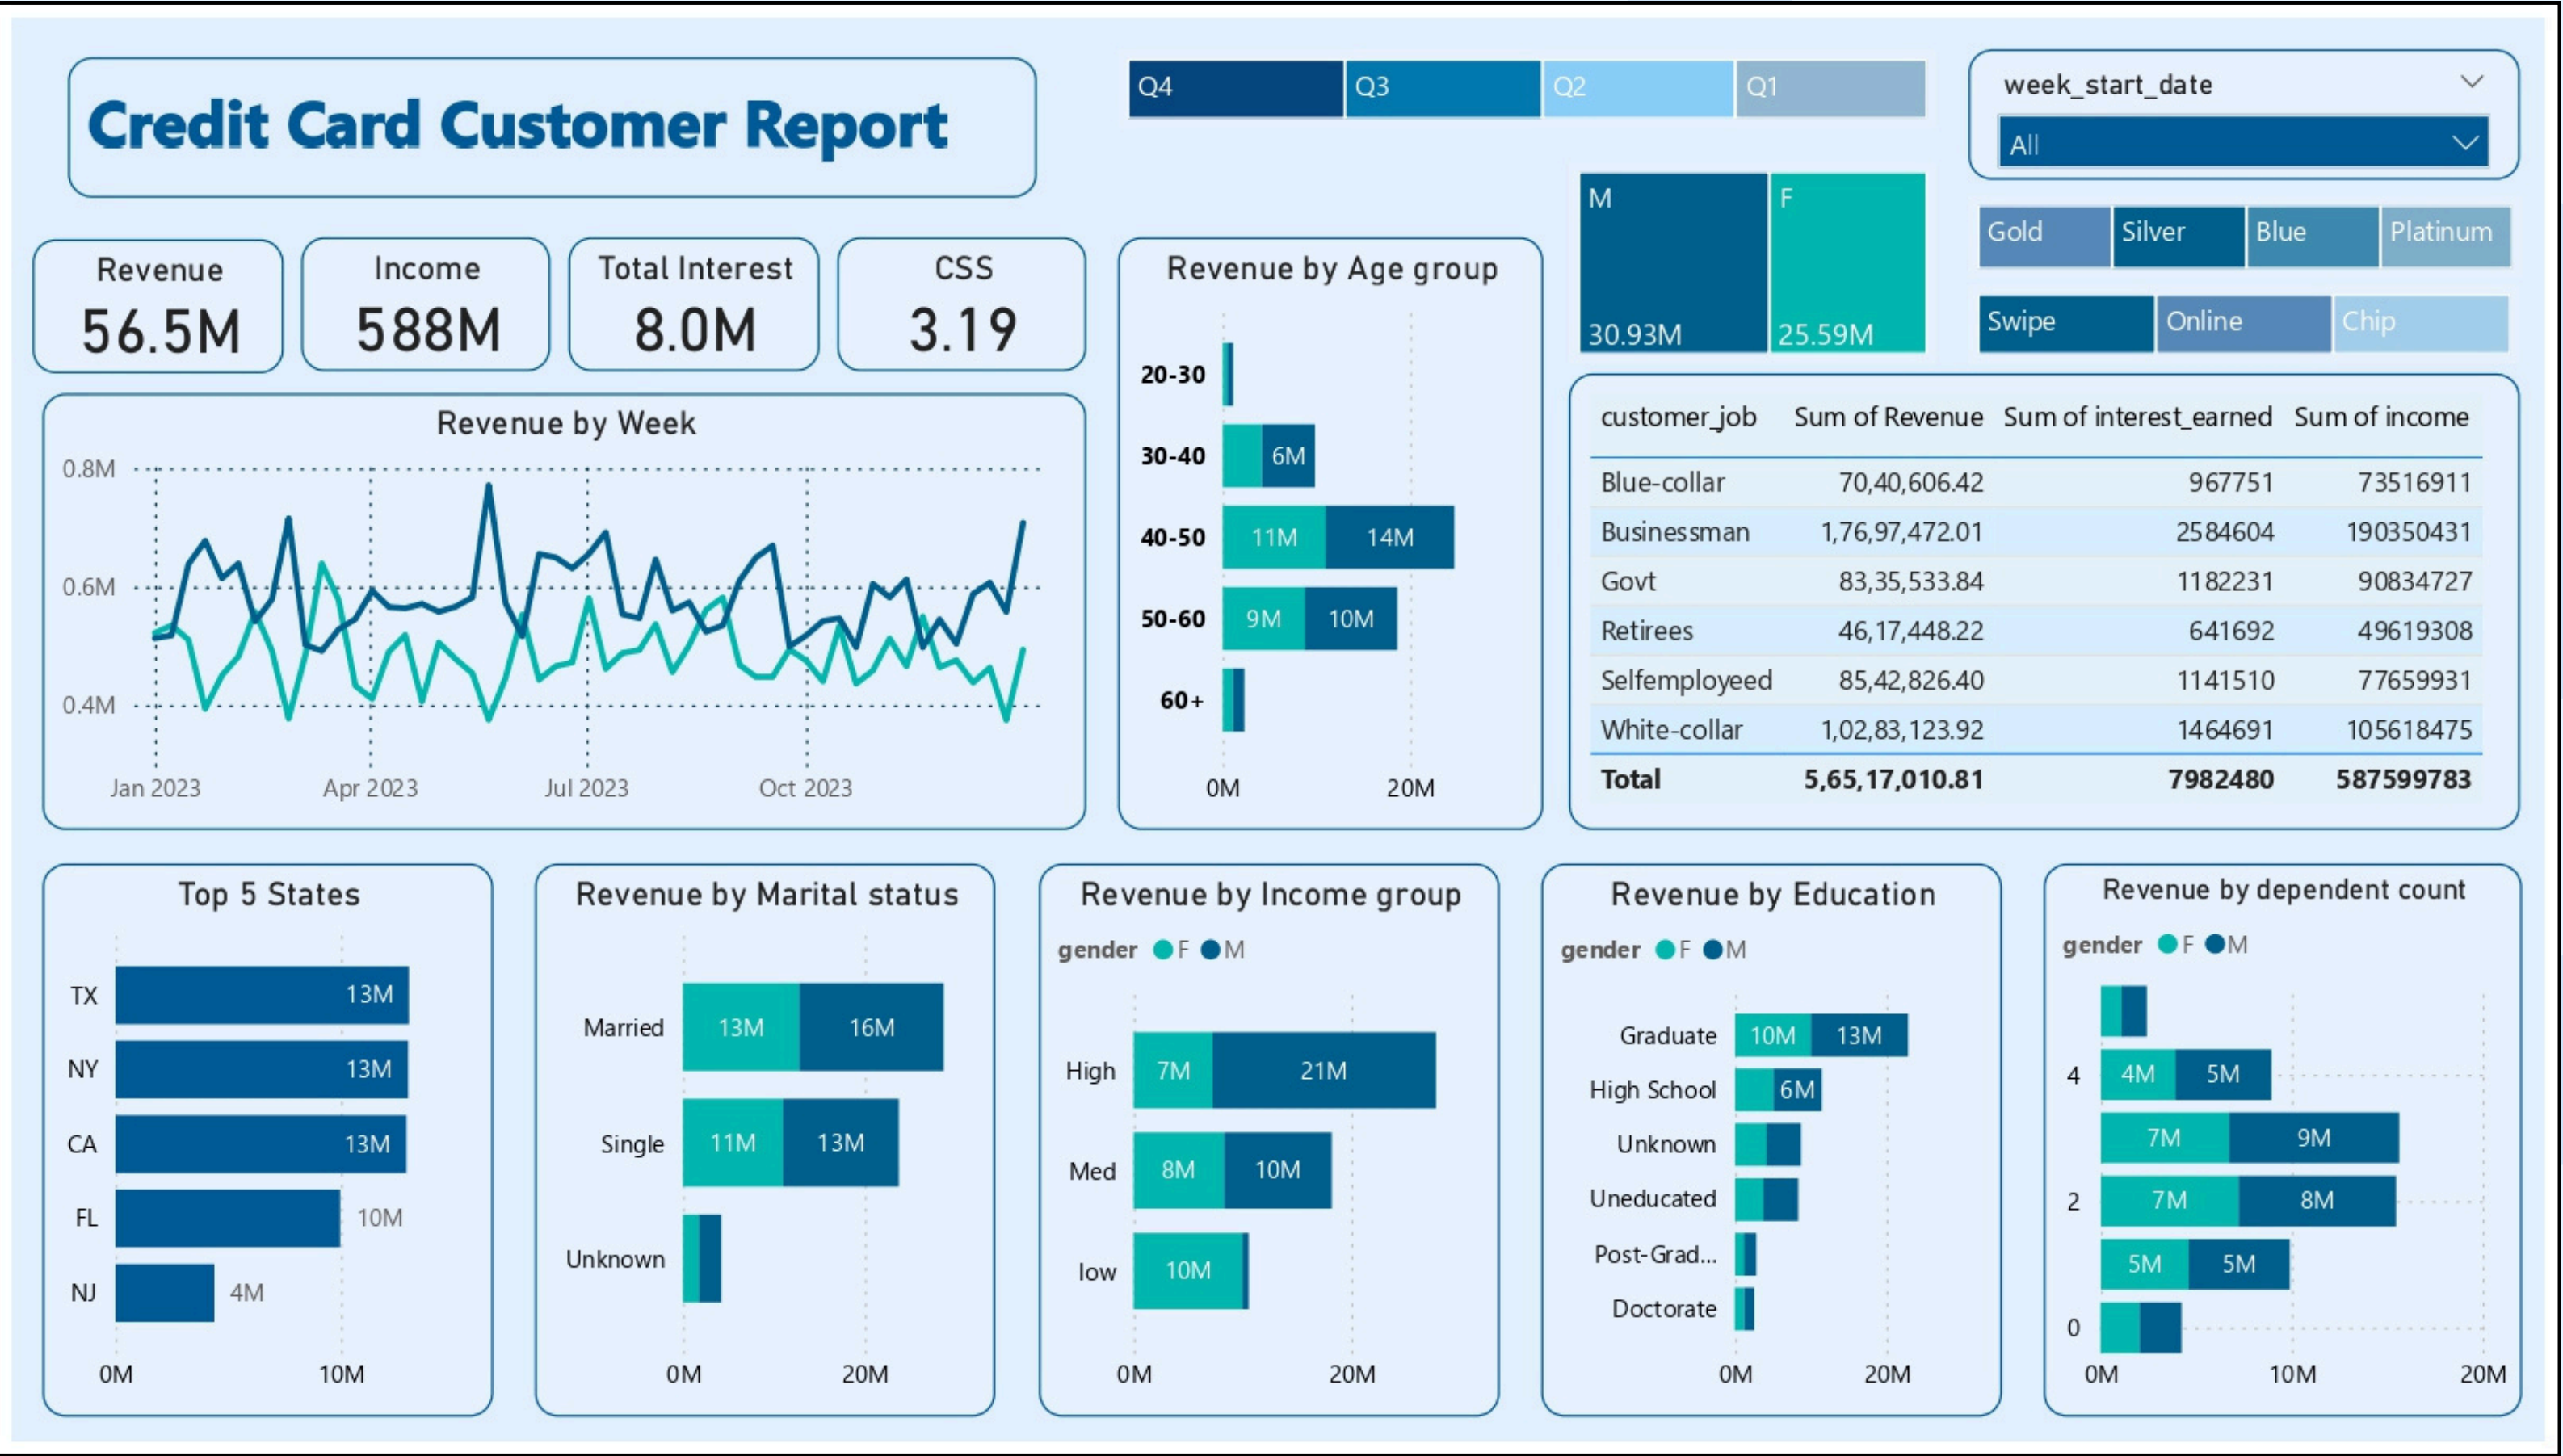 Credit Card Customer Report
Q4 Q3 Q2 Q1
week_start_date
All
M F
30.93M 25.59M
Gold Silver Blue Platinum
Swipe Online Chip
Revenue
56.5M
Income
588M
Total Interest
8.0M
CSS
3.19
Revenue by Week
0.8M
0.6M
0.4M
Jan 2023 Apr 2023 Jul 2023 Oct 2023
Revenue by Age group
20-30
30-40 6M
40-50 11M 14M
50-60 9M 10M
60+
0M 20M
customer_job Sum of Revenue Sum of interest_earned Sum of income
Blue-collar 70,40,606.42 967751 73516911
Businessman 1,76,97,472.01 2584604 190350431
Govt 83,35,533.84 1182231 90834727
Retirees 46,17,448.22 641692 49619308
Selfemployeed 85,42,826.40 1141510 77659931
White-collar 1,02,83,123.92 1464691 105618475
Total 5,65,17,010.81 7982480 587599783
Top 5 States
TX 13M
NY 13M
CA 13M
FL 10M
NJ 4M
0M 10M
Revenue by Marital status
Married 13M 16M
Single 11M 13M
Unknown
0M 20M
Revenue by Income group
gender F M
High 7M 21M
Med 8M 10M
low 10M
0M 20M
Revenue by Education
gender F M
Graduate 10M 13M
High School 6M
Unknown
Uneducated
Post-Grad...
Doctorate
0M 20M
Revenue by dependent count
gender F M
4 4M 5M
7M 9M
2 7M 8M
5M 5M
0
0M 10M 20M